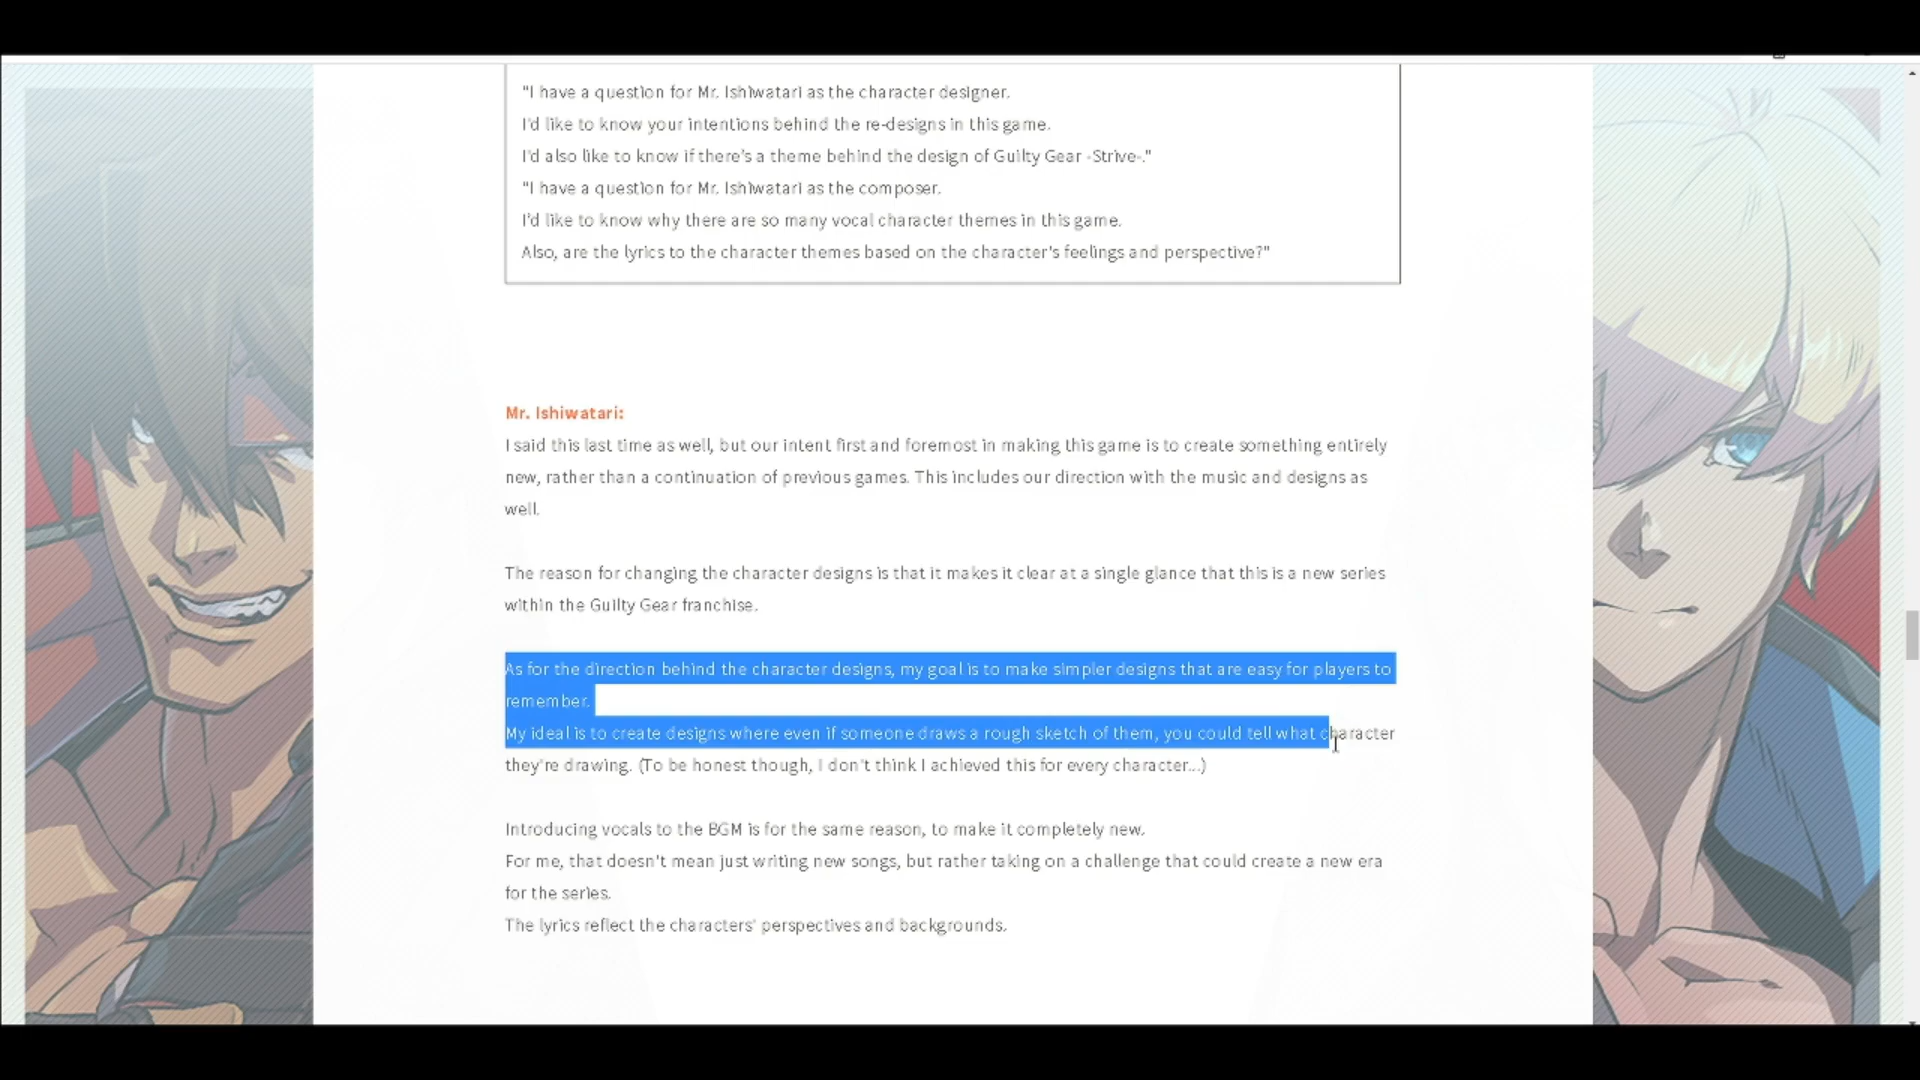 "I have a question for Mr. Ishiwatari as the character designer.
I'd like to know your intentions behind the re-designs in this game.
I'd also like to know if there's a theme behind the design of Guilty Gear -Strive-."
"I have a question for Mr. Ishiwatari as the composer.
I'd like to know why there are so many vocal character themes in this game.
Also, are the lyrics to the character themes based on the character's feelings and perspective?"
Mr. Ishiwatari:
I said this last time as well, but our intent first and foremost in making this game is to create something entirely
new, rather than a continuation of previous games. This includes our direction with the music and designs as
well.
The reason for changing the character designs is that it makes it clear at a single glance that this is a new series
within the Guilty Gear franchise.
As for the direction behind the character designs, my goal is to make simpler designs that are easy for players to
remember.
My ideal is to create designs where even if someone draws a rough sketch of them, you could tell what character
they're drawing. (To be honest though, I don't think I achieved this for every character...)
Introducing vocals to the BGM is for the same reason, to make it completely new.
For me, that doesn't mean just writing new songs, but rather taking on a challenge that could create a new era
for the series.
The lyrics reflect the characters' perspectives and backgrounds.